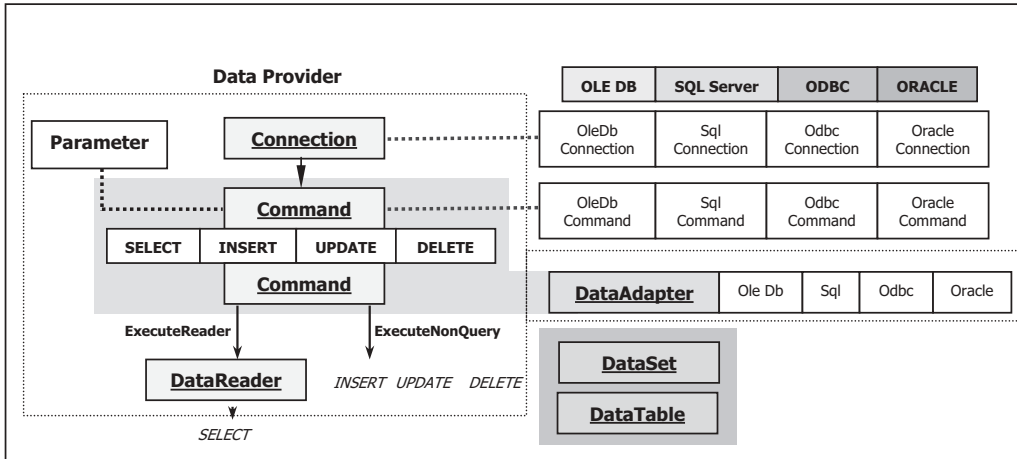 Data Provider
OLE DB SQL Server ODBC ORACLE
Parameter
Connection
OleDb Connection
Sql Connection
Odbc Connection
Oracle Connection
Command
OleDb Command
Sql Command
Odbc Command
Oracle Command
SELECT INSERT UPDATE DELETE
Command
DataAdapter Ole Db Sql Odbc Oracle
ExecuteReader
ExecuteNonQuery
DataReader
INSERT UPDATE DELETE
SELECT
DataSet
DataTable